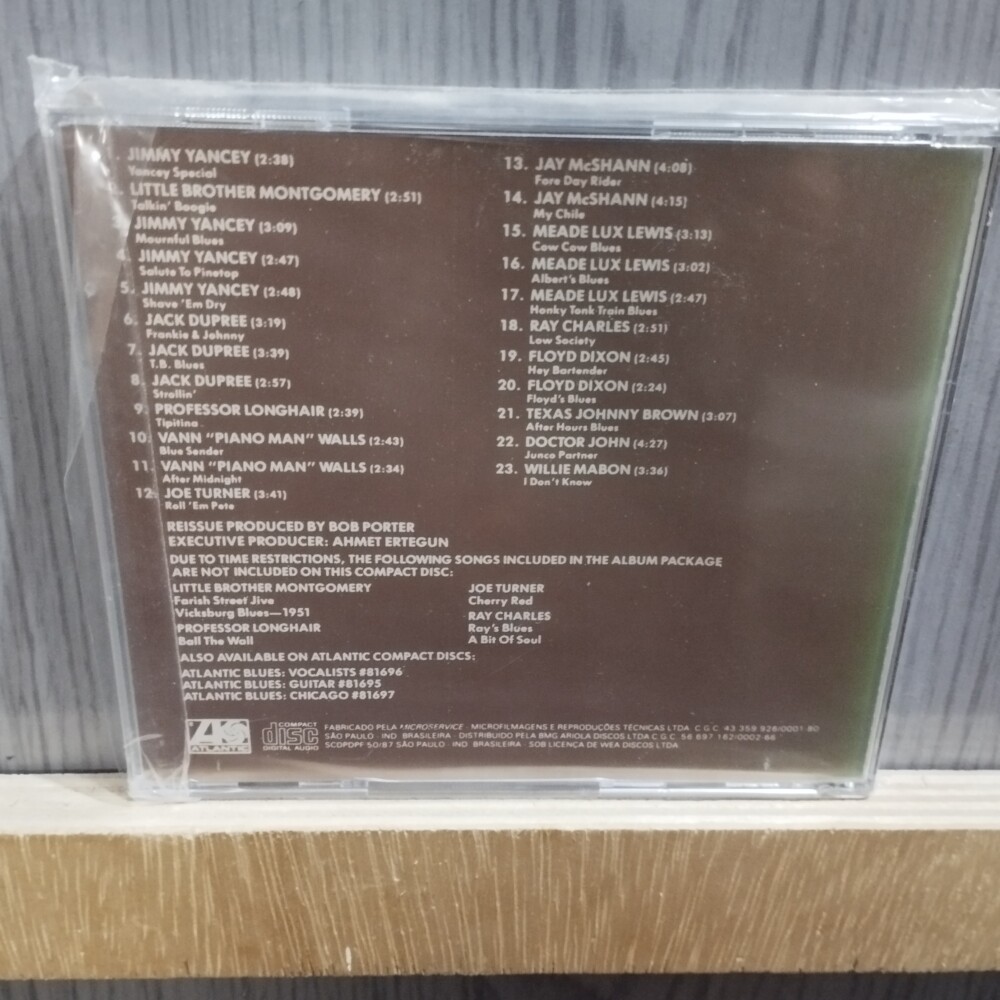 JIMMY YANCEY (2:38)
Yancey Special
LITTLE BROTHER MONTGOMERY (2:51)
Talkin' Boogie
JIMMY YANCEY (3:09)
Mournful Blues
4. JIMMY YANCEY (2:47)
Salute To Pinetop
5. JIMMY YANCEY (2:48)
Shave 'Em Dry
6. JACK DUPREE (3:19)
Frankie & Johnny
7. JACK DUPREE (3:39)
T.B. Blues
8. JACK DUPREE (2:57)
Strollin'
9. PROFESSOR LONGHAIR (2:39)
Tipitina
10. VANN "PIANO MAN" WALLS (2:43)
Blue Sender
11. VANN "PIANO MAN" WALLS (2:34)
After Midnight
12. JOE TURNER (3:41)
Roll 'Em Pete
13. JAY McSHANN (4:08)
Fore Day Rider
14. JAY McSHANN (4:15)
My Chile
15. MEADE LUX LEWIS (3:13)
Cow Cow Blues
16. MEADE LUX LEWIS (3:02)
Albert's Blues
17. MEADE LUX LEWIS (2:47)
Honky Tonk Train Blues
18. RAY CHARLES (2:51)
Low Society
19. FLOYD DIXON (2:45)
Hey Bartender
20. FLOYD DIXON (2:24)
Floyd's Blues
21. TEXAS JOHNNY BROWN (3:07)
After Hours Blues
22. DOCTOR JOHN (4:27)
Junco Partner
23. WILLIE MABON (3:36)
I Don't Know
REISSUE PRODUCED BY BOB PORTER
EXECUTIVE PRODUCER: AHMET ERTEGUN
DUE TO TIME RESTRICTIONS, THE FOLLOWING SONGS INCLUDED IN THE ALBUM PACKAGE
ARE NOT INCLUDED ON THIS COMPACT DISC:
LITTLE BROTHER MONTGOMERY
Farish Street Jive
Vicksburg Blues—1951
PROFESSOR LONGHAIR
Ball The Wall
JOE TURNER
Cherry Red
RAY CHARLES
Ray's Blues
A Bit Of Soul
ALSO AVAILABLE ON ATLANTIC COMPACT DISCS:
ATLANTIC BLUES: VOCALISTS #81696
ATLANTIC BLUES: GUITAR #81695
ATLANTIC BLUES: CHICAGO #81697
ATLANTIC
COMPACT
disc
DIGITAL AUDIO
FABRICADO PELA MICROSERVICE - MICROFILMAGENS E REPRODUÇÕES TÉCNICAS LTDA C G C 43 359 926/0001-80
SÃO PAULO - IND BRASILEIRA - DISTRIBUIDO PELA BMG ARIOLA DISCOS LTDA C.G.C. 56 697 162/0002-66
SCDPDPF 50/87 SÃO PAULO - IND BRASILEIRA - SOB LICENÇA DE WEA DISCOS LTDA